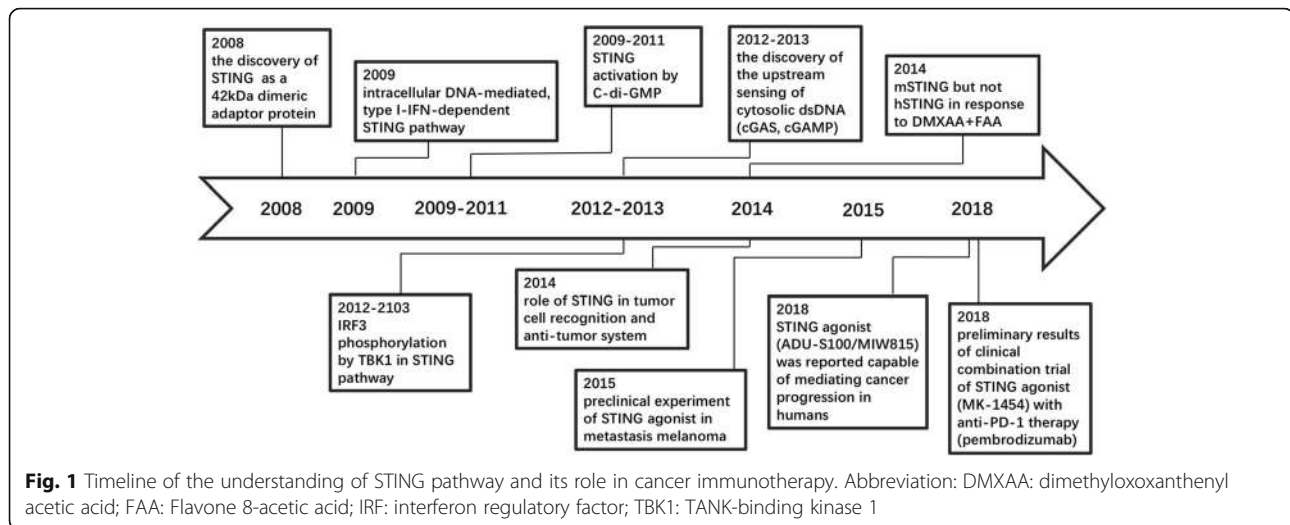 2008
the discovery of
STING as a
42kDa dimeric
adaptor protein
2009
intracellular DNA-mediated,
type I-IFN-dependent
STING pathway
2009-2011
STING
activation by
C-di-GMP
2012-2013
the discovery of
the upstream
sensing of
cytosolic dsDNA
(cGAS, cGAMP)
2014
mSTING but not
hSTING in response
to DMXAA+FAA
2008 2009 2009-2011 2012-2013 2014 2015 2018
2012-2103
IRF3
phosphorylation
by TBK1 in STING
pathway
2014
role of STING in tumor
cell recognition and
anti-tumor system
2015
preclinical experiment
of STING agonist in
metastasis melanoma
2018
STING agonist
(ADU-S100/MIW815)
was reported capable
of mediating cancer
progression in
humans
2018
preliminary results
of clinical
combination trial
of STING agonist
(MK-1454) with
anti-PD-1 therapy
(pembrodizumab)
Fig. 1 Timeline of the understanding of STING pathway and its role in cancer immunotherapy. Abbreviation: DMXAA: dimethyloxoxanthenyl
acetic acid; FAA: Flavone 8-acetic acid; IRF: interferon regulatory factor; TBK1: TANK-binding kinase 1